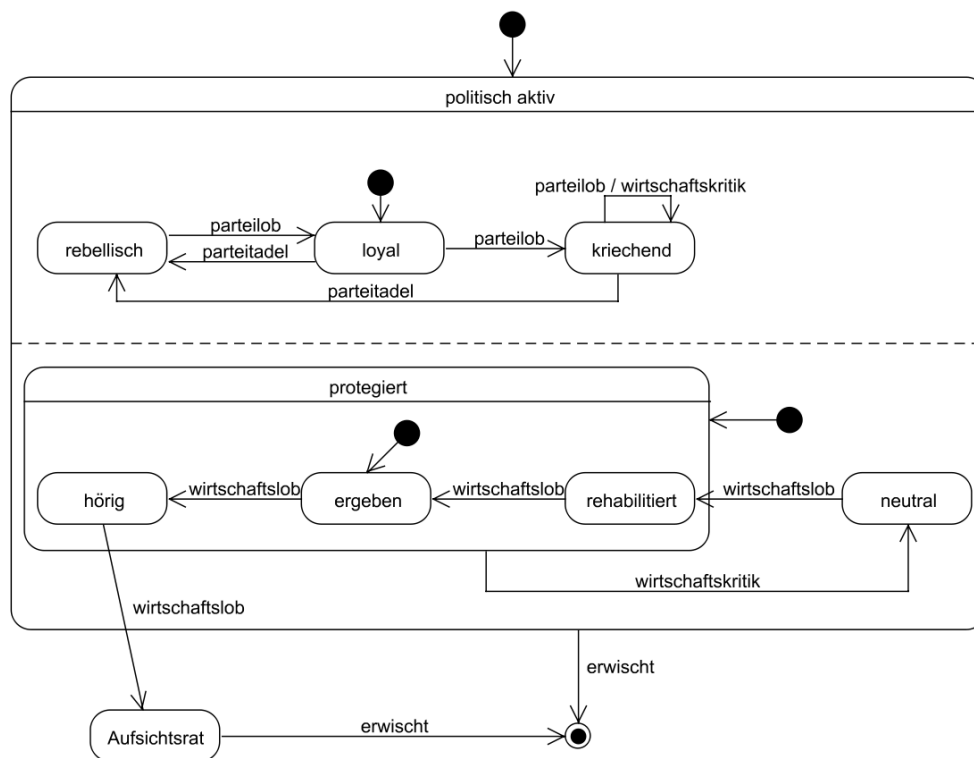 politisch aktiv
parteilob / wirtschaftskritik
parteilob
rebellisch
loyal
parteilob
kriechend
parteitadel
parteitadel
protegiert
wirtschaftslob
wirtschaftslob
wirtschaftslob
hörig
ergeben
rehabilitiert
neutral
wirtschaftskritik
wirtschaftslob
erwischt
Aufsichtsrat
erwischt